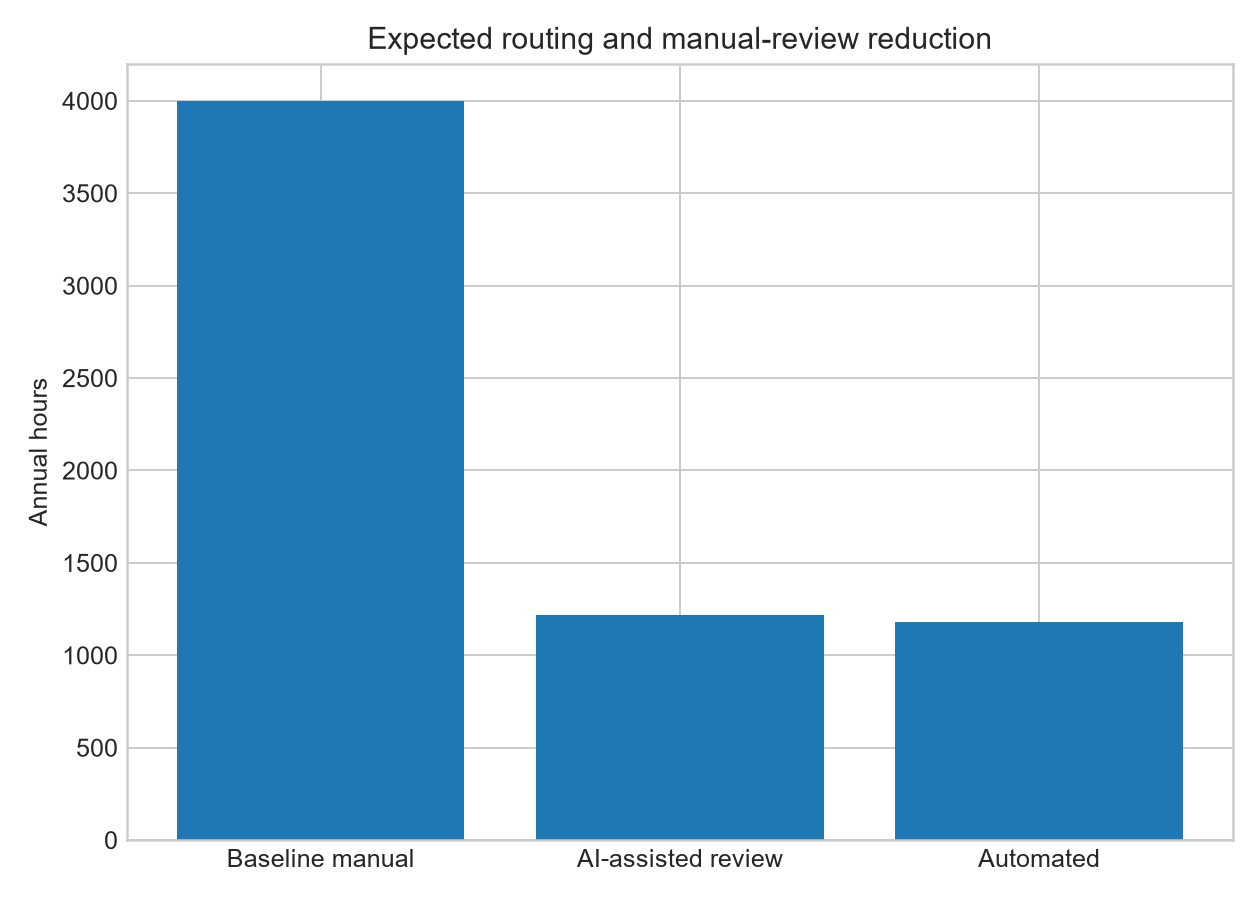 Expected routing and manual-review reduction
Annual hours
4000
3500
3000
2500
2000
1500
1000
500
0
Baseline manual
AI-assisted review
Automated